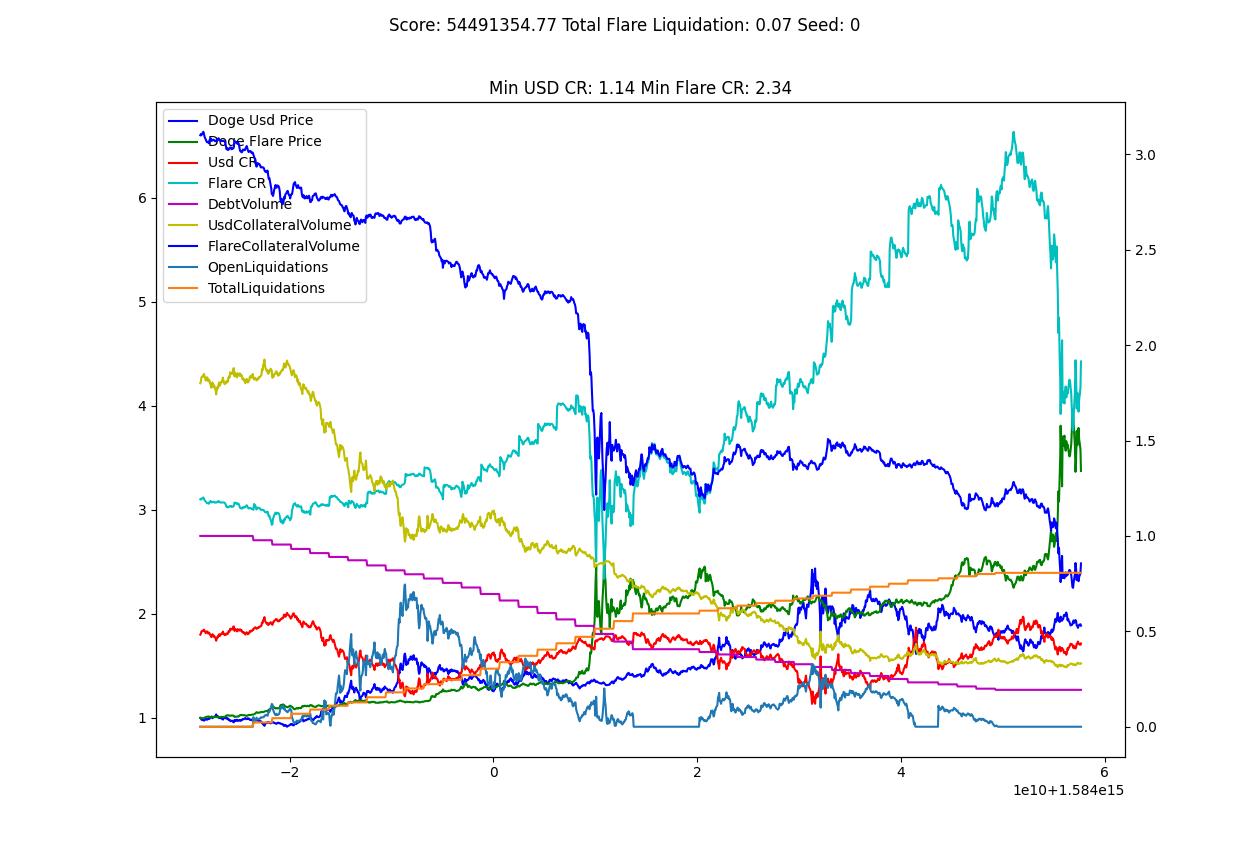 Score: 54491354.77 Total Flare Liquidation: 0.07 Seed: 0
Min USD CR: 1.14 Min Flare CR: 2.34
Doge Usd Price
Doge Flare Price
Usd CR
Flare CR
DebtVolume
UsdCollateralVolume
FlareCollateralVolume
OpenLiquidations
TotalLiquidations
6
5
4
3
2
1
3.0
2.5
2.0
1.5
1.0
0.5
0.0
−2 0 2 4 6
1e10+1.584e15